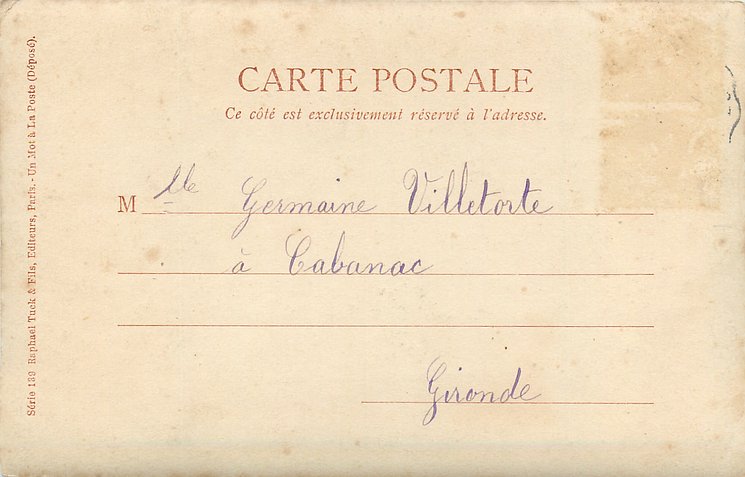 CARTE POSTALE
Ce côté est exclusivement réservé à l'adresse.
Mlle Germaine Villetorte
à Cabanac
Gironde
Série 139 Raphael Tuck & Fils, Editeurs, Paris. - Un Mot à La Poste (Déposé).